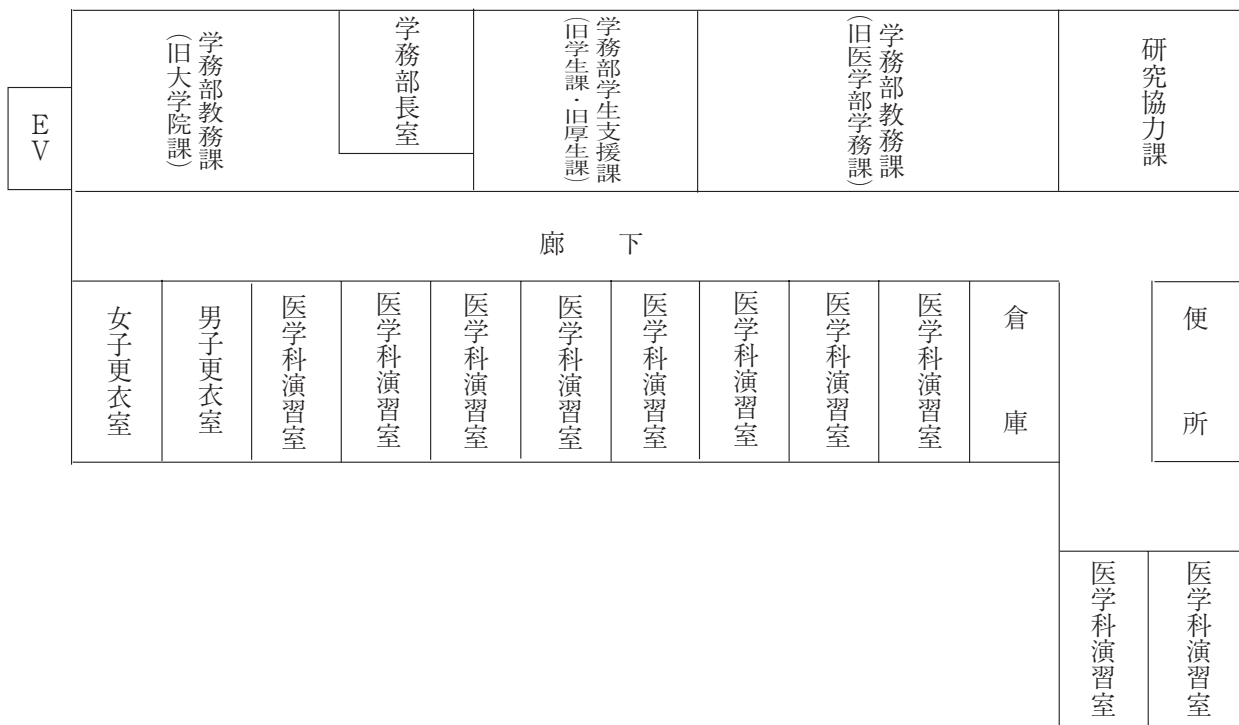 EV
学務部教務課
(旧大学院課)
学務部長室
学務部学生支援課
(旧学生課・旧厚生課)
学務部教務課
(旧医学部学務課)
研究協力課
廊下
女子更衣室
男子更衣室
医学科演習室
医学科演習室
医学科演習室
医学科演習室
医学科演習室
医学科演習室
医学科演習室
医学科演習室
倉庫
便所
医学科演習室
医学科演習室